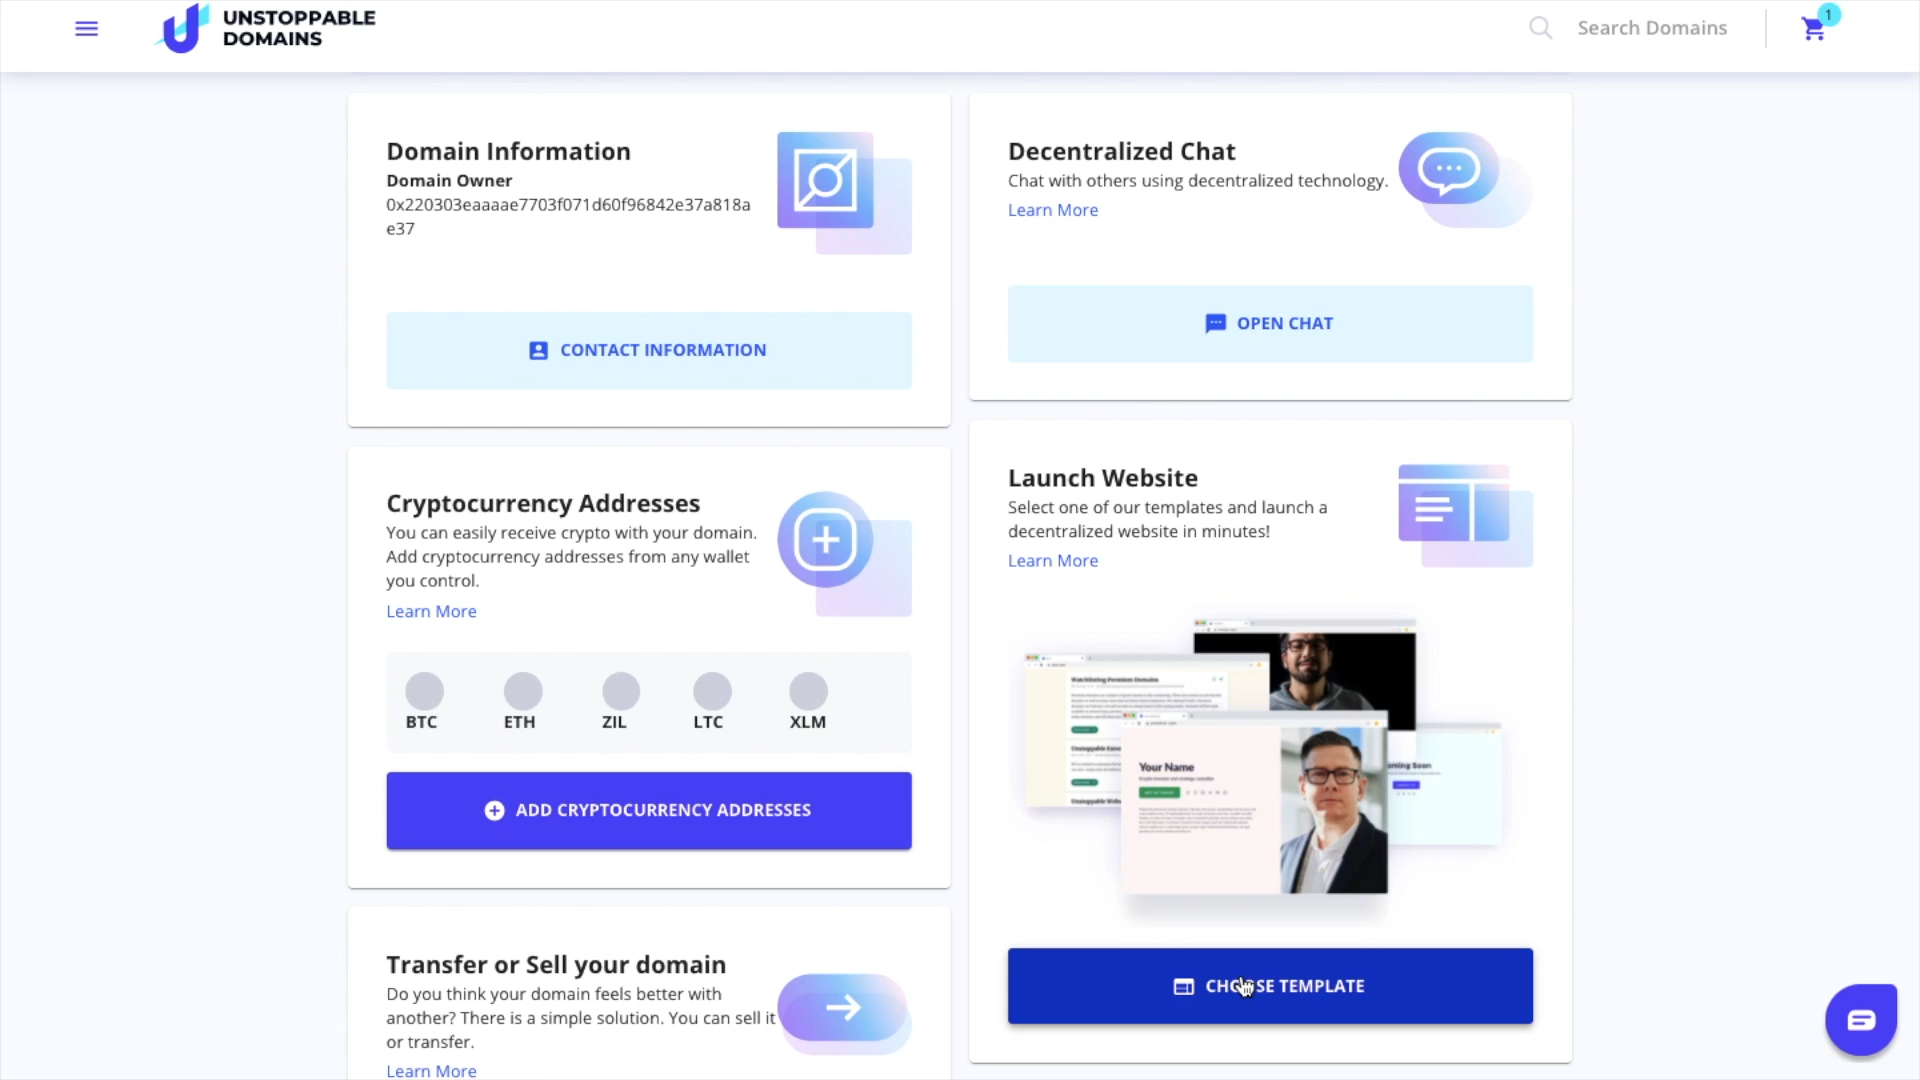 UNSTOPPABLE
DOMAINS
Search Domains
1
Domain Information
Domain Owner
0x220303eaaaae7703f071d60f96842e37a818a
e37
CONTACT INFORMATION
Decentralized Chat
Chat with others using decentralized technology.
Learn More
OPEN CHAT
Cryptocurrency Addresses
You can easily receive crypto with your domain.
Add cryptocurrency addresses from any wallet
you control.
Learn More
BTC
ETH
ZIL
LTC
XLM
ADD CRYPTOCURRENCY ADDRESSES
Launch Website
Select one of our templates and launch a
decentralized website in minutes!
Learn More
Your Name
CHOOSE TEMPLATE
Transfer or Sell your domain
Do you think your domain feels better with
another? There is a simple solution. You can sell it
or transfer.
Learn More